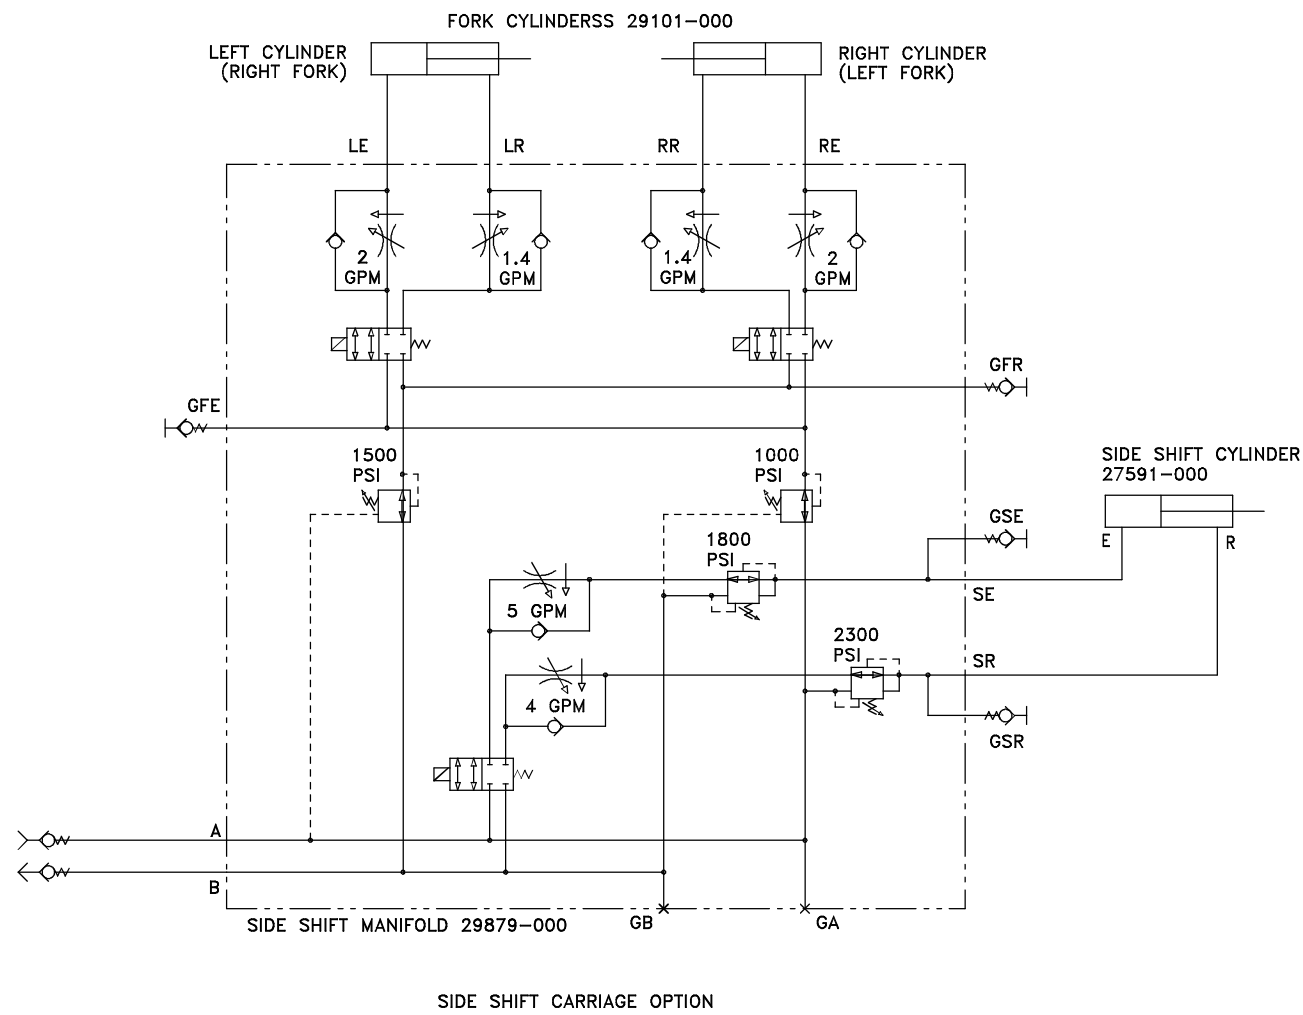 FORK CYLINDERSS 29101-000
LEFT CYLINDER
(RIGHT FORK)
RIGHT CYLINDER
(LEFT FORK)
LE
LR
RR
RE
2
GPM
1.4
GPM
1.4
GPM
2
GPM
GFR
GFE
1500
PSI
1000
PSI
SIDE SHIFT CYLINDER
27591-000
GSE
E
R
1800
PSI
SE
5 GPM
2300
PSI
SR
4 GPM
GSR
A
B
SIDE SHIFT MANIFOLD 29879-000
GB
GA
SIDE SHIFT CARRIAGE OPTION